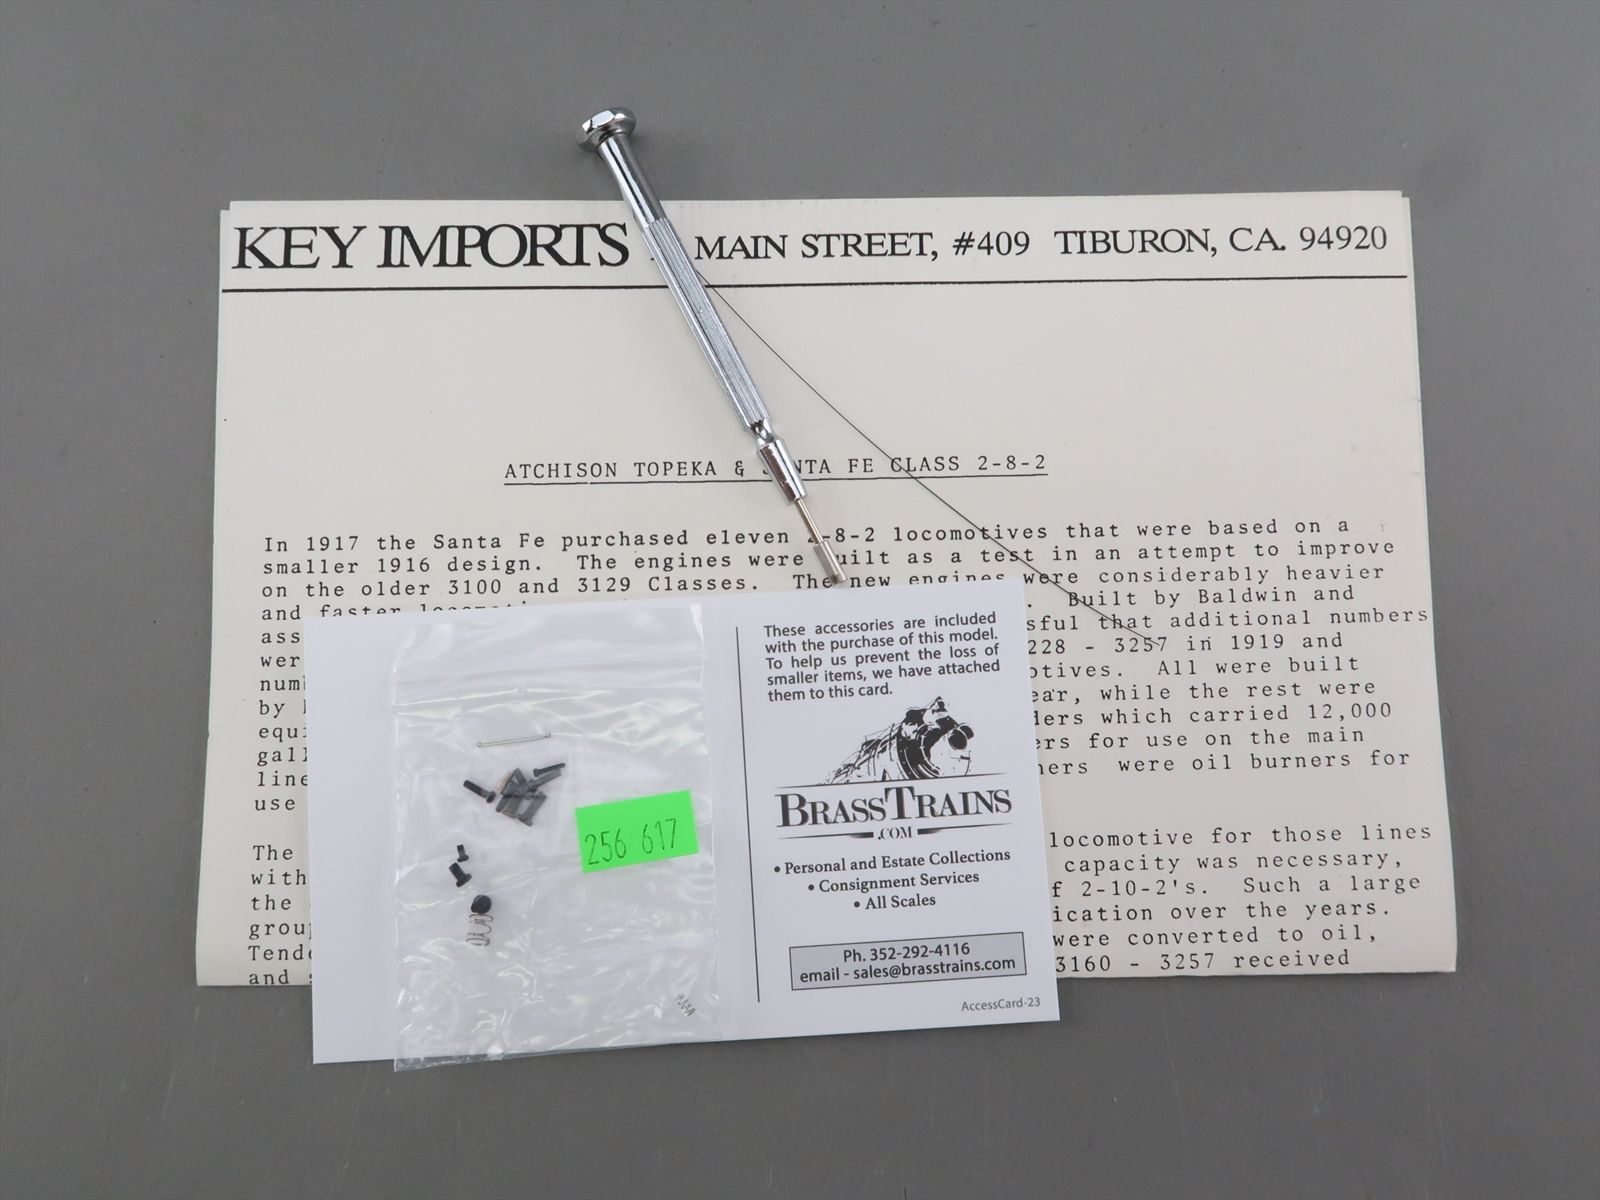 KEY IMPORTS MAIN STREET, #409 TIBURON, CA. 94920
ATCHISON TOPEKA & SANTA FE CLASS 2-8-2
In 1917 the Santa Fe purchased eleven 2-8-2 locomotives that were based on a
smaller 1916 design. The engines were built as a test in an attempt to improve
on the older 3100 and 3129 Classes. The new engines were considerably heavier
and faster Built by Baldwin and
that additional numbers
wer 3257 in 1919 and
All were built
by while the rest were
which carried 12,000
for use on the main
line were oil burners for
use
The locomotive for those lines
with capacity was necessary,
the 2-10-2's. Such a large
over the years.
were converted to oil,
and 3160 - 3257 received
These accessories are included
with the purchase of this model.
To help us prevent the loss of
smaller items, we have attached
them to this card.
BRASSTRAINS
.COM
• Personal and Estate Collections
• Consignment Services
• All Scales
Ph. 352-292-4116
email - sales@brasstrains.com
AccessCard-23
256 617